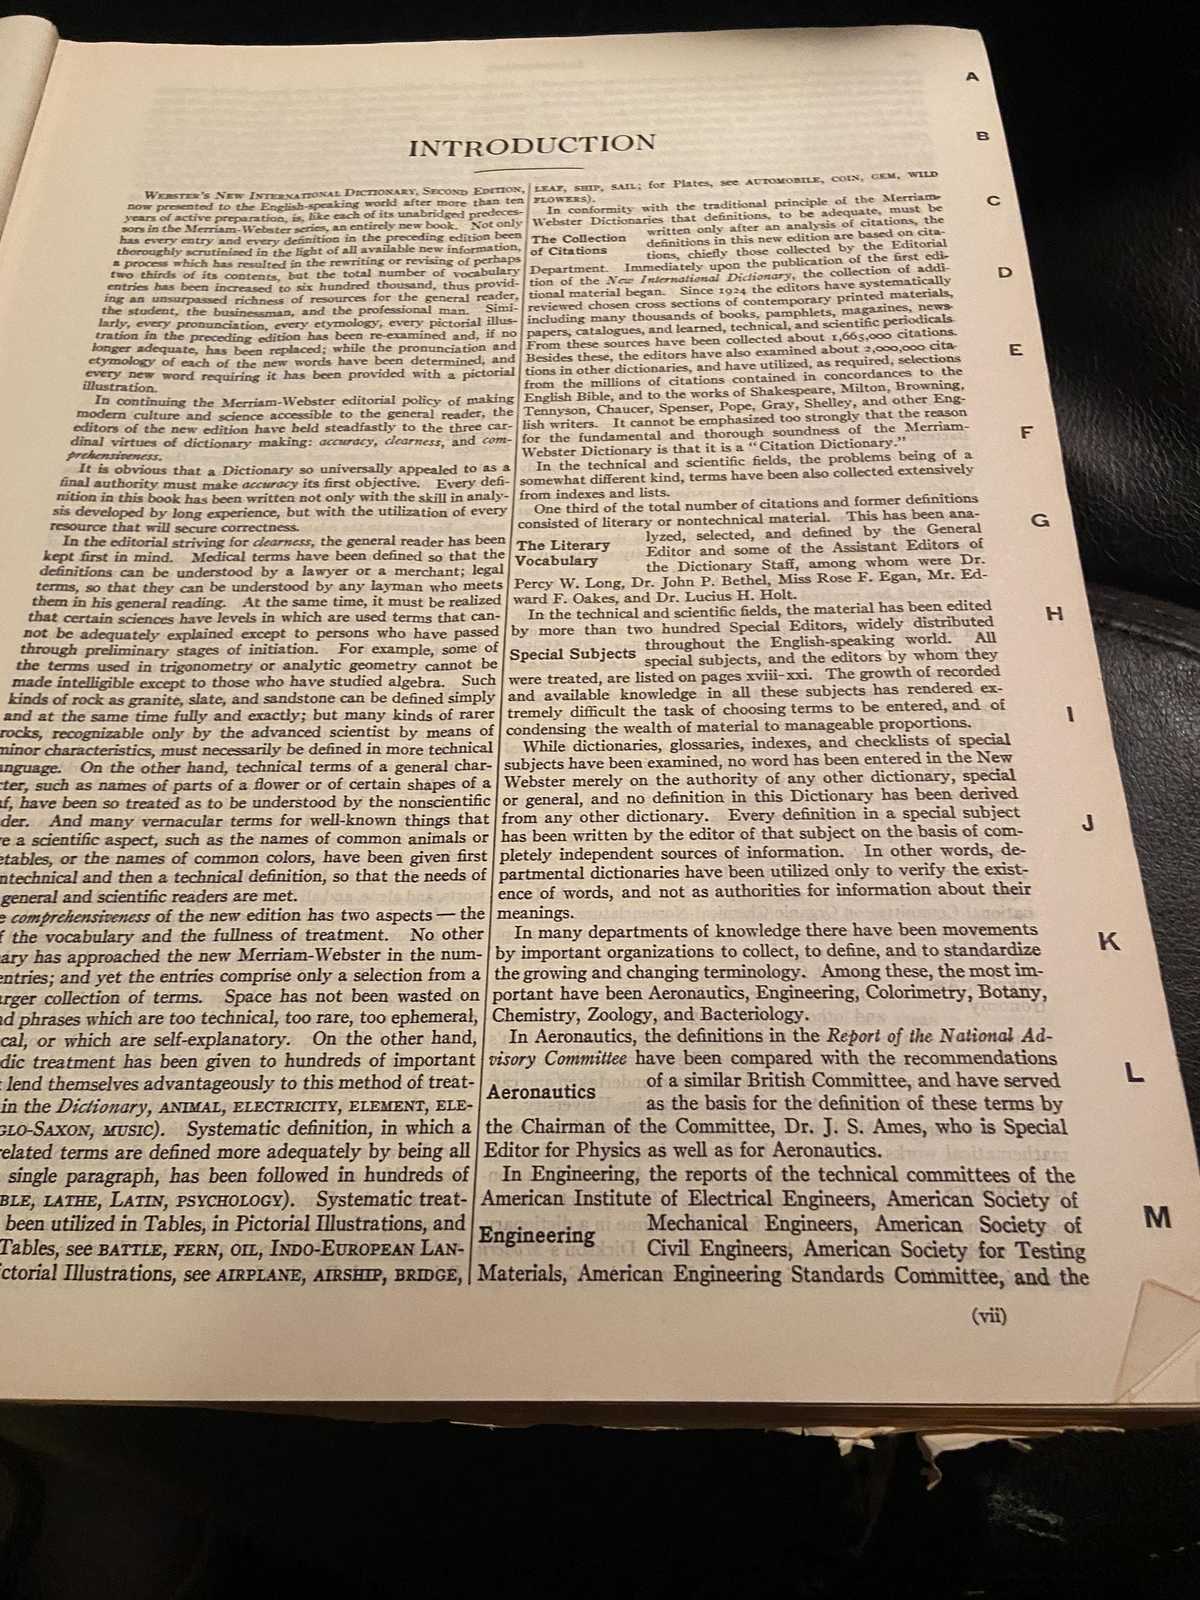 INTRODUCTION
WEBSTER'S NEW INTERNATIONAL DICTIONARY, SECOND EDITION,
now presented to the English-speaking world after more than ten
years of active preparation, is, like each of its unabridged predeces-
sors in the Merriam-Webster series, an entirely new book. Not only
has every entry and every definition in the preceding edition been
thoroughly scrutinized in the light of all available new information,
a process which has resulted in the rewriting or revising of perhaps
two thirds of its contents, but the total number of vocabulary
entries has been increased to six hundred thousand, thus provid-
ing an unsurpassed richness of resources for the general reader,
the student, the businessman, and the professional man. Simi-
larly, every pronunciation, every etymology, every pictorial illus-
tration in the preceding edition has been re-examined and, if no
longer adequate, has been replaced; while the pronunciation and
etymology of each of the new words have been determined, and
every new word requiring it has been provided with a pictorial
illustration.
In continuing the Merriam-Webster editorial policy of making
modern culture and science accessible to the general reader, the
editors of the new edition have held steadfastly to the three car-
dinal virtues of dictionary making: accuracy, clearness, and com-
prehensiveness.
It is obvious that a Dictionary so universally appealed to as a
final authority must make accuracy its first objective. Every defi-
nition in this book has been written not only with the skill in analy-
sis developed by long experience, but with the utilization of every
resource that will secure correctness.
In the editorial striving for clearness, the general reader has been
kept first in mind. Medical terms have been defined so that the
definitions can be understood by a lawyer or a merchant; legal
terms, so that they can be understood by any layman who meets
them in his general reading. At the same time, it must be realized
that certain sciences have levels in which are used terms that can-
not be adequately explained except to persons who have passed
through preliminary stages of initiation. For example, some of
the terms used in trigonometry or analytic geometry cannot be
made intelligible except to those who have studied algebra. Such
kinds of rock as granite, slate, and sandstone can be defined simply
and at the same time fully and exactly; but many kinds of rarer
rocks, recognizable only by the advanced scientist by means of
minor characteristics, must necessarily be defined in more technical
anguage. On the other hand, technical terms of a general char-
cter, such as names of parts of a flower or of certain shapes of a
af, have been so treated as to be understood by the nonscientific
der. And many vernacular terms for well-known things that
ve a scientific aspect, such as the names of common animals or
etables, or the names of common colors, have been given first
ntechnical and then a technical definition, so that the needs of
general and scientific readers are met.
e comprehensiveness of the new edition has two aspects — the
f the vocabulary and the fullness of treatment. No other
ary has approached the new Merriam-Webster in the num-
entries; and yet the entries comprise only a selection from a
arger collection of terms. Space has not been wasted on
nd phrases which are too technical, too rare, too ephemeral,
cal, or which are self-explanatory. On the other hand,
dic treatment has been given to hundreds of important
lend themselves advantageously to this method of treat-
in the Dictionary, ANIMAL, ELECTRICITY, ELEMENT, ELE-
GLO-SAXON, MUSIC). Systematic definition, in which a
related terms are defined more adequately by being all
single paragraph, has been followed in hundreds of
BLE, LATHE, LATIN, PSYCHOLOGY). Systematic treat-
been utilized in Tables, in Pictorial Illustrations, and
Tables, see BATTLE, FERN, OIL, INDO-EUROPEAN LAN-
ctorial Illustrations, see AIRPLANE, AIRSHIP, BRIDGE,
LEAF, SHIP, SAIL; for Plates, see AUTOMOBILE, COIN, GEM, WILD
FLOWERS).
In conformity with the traditional principle of the Merriam-
Webster Dictionaries that definitions, to be adequate, must be
The Collection
of Citations
written only after an analysis of citations, the
definitions in this new edition are based on cita-
tions, chiefly those collected by the Editorial
Department. Immediately upon the publication of the first edi-
tion of the New International Dictionary, the collection of addi-
tional material began. Since 1924 the editors have systematically
reviewed chosen cross sections of contemporary printed materials,
including many thousands of books, pamphlets, magazines, news-
papers, catalogues, and learned, technical, and scientific periodicals.
From these sources have been collected about 1,665,000 citations.
Besides these, the editors have also examined about 2,000,000 cita-
tions in other dictionaries, and have utilized, as required, selections
from the millions of citations contained in concordances to the
English Bible, and to the works of Shakespeare, Milton, Browning,
Tennyson, Chaucer, Spenser, Pope, Gray, Shelley, and other Eng-
lish writers. It cannot be emphasized too strongly that the reason
for the fundamental and thorough soundness of the Merriam-
Webster Dictionary is that it is a "Citation Dictionary."
In the technical and scientific fields, the problems being of a
somewhat different kind, terms have been also collected extensively
from indexes and lists.
One third of the total number of citations and former definitions
consisted of literary or nontechnical material. This has been ana-
The Literary
Vocabulary
lyzed, selected, and defined by the General
Editor and some of the Assistant Editors of
the Dictionary Staff, among whom were Dr.
Percy W. Long, Dr. John P. Bethel, Miss Rose F. Egan, Mr. Ed-
ward F. Oakes, and Dr. Lucius H. Holt.
In the technical and scientific fields, the material has been edited
by more than two hundred Special Editors, widely distributed
Special Subjects
throughout the English-speaking world. All
special subjects, and the editors by whom they
were treated, are listed on pages xviii-xxi. The growth of recorded
and available knowledge in all these subjects has rendered ex-
tremely difficult the task of choosing terms to be entered, and of
condensing the wealth of material to manageable proportions.
While dictionaries, glossaries, indexes, and checklists of special
subjects have been examined, no word has been entered in the New
Webster merely on the authority of any other dictionary, special
or general, and no definition in this Dictionary has been derived
from any other dictionary. Every definition in a special subject
has been written by the editor of that subject on the basis of com-
pletely independent sources of information. In other words, de-
partmental dictionaries have been utilized only to verify the exist-
ence of words, and not as authorities for information about their
meanings.
In many departments of knowledge there have been movements
by important organizations to collect, to define, and to standardize
the growing and changing terminology. Among these, the most im-
portant have been Aeronautics, Engineering, Colorimetry, Botany,
Chemistry, Zoology, and Bacteriology.
In Aeronautics, the definitions in the Report of the National Ad-
visory Committee have been compared with the recommendations
Aeronautics
of a similar British Committee, and have served
as the basis for the definition of these terms by
the Chairman of the Committee, Dr. J. S. Ames, who is Special
Editor for Physics as well as for Aeronautics.
In Engineering, the reports of the technical committees of the
American Institute of Electrical Engineers, American Society of
Engineering
Mechanical Engineers, American Society of
Civil Engineers, American Society for Testing
Materials, American Engineering Standards Committee, and the
(vii)
A
B
C
D
E
F
G
H
I
J
K
L
M